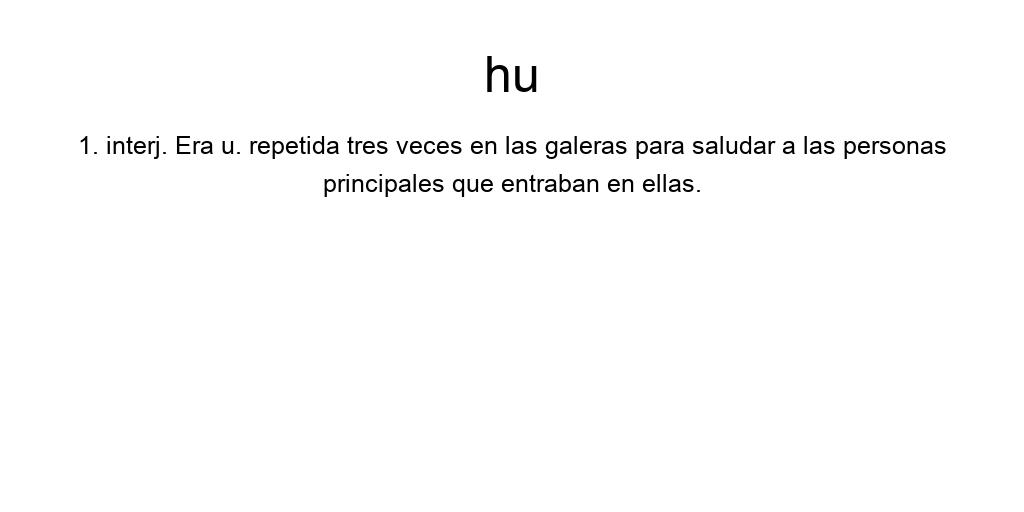 hu
1. interj. Era u. repetida tres veces en las galeras para saludar a las personas
principales que entraban en ellas.